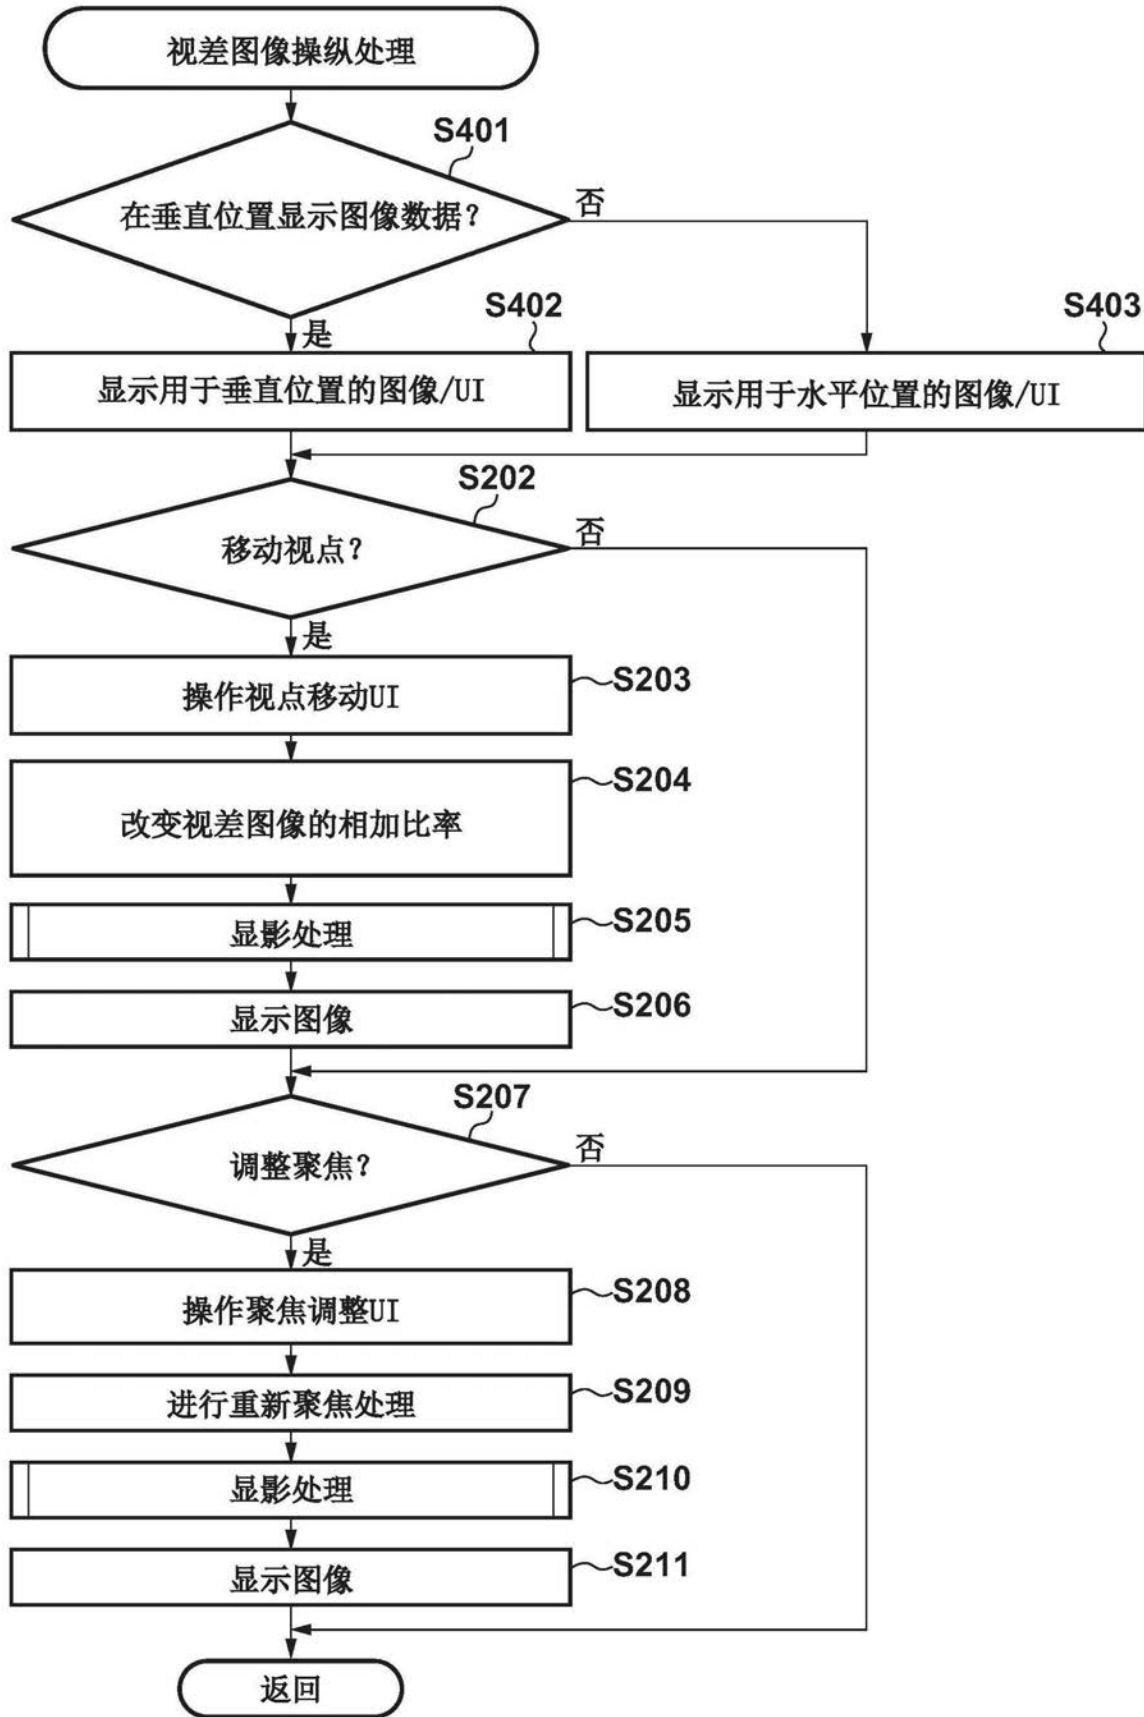 视差图像操纵处理
S401
在垂直位置显示图像数据?
否
S402
是
S403
显示用于垂直位置的图像/UI
显示用于水平位置的图像/UI
S202
移动视点?
否
是
操作视点移动UI
S203
改变视差图像的相加比率
S204
显影处理
S205
显示图像
S206
S207
调整聚焦?
否
是
操作聚焦调整UI
S208
进行重新聚焦处理
S209
显影处理
S210
显示图像
S211
返回